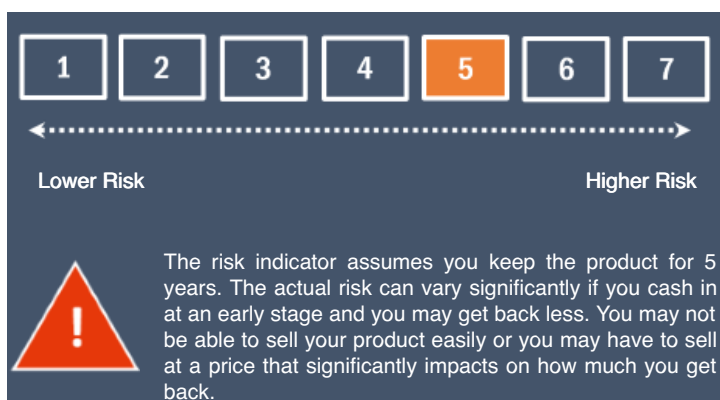 1 2 3 4 5 6 7
Lower Risk Higher Risk
!
The risk indicator assumes you keep the product for 5
years. The actual risk can vary significantly if you cash in
at an early stage and you may get back less. You may not
be able to sell your product easily or you may have to sell
at a price that significantly impacts on how much you get
back.